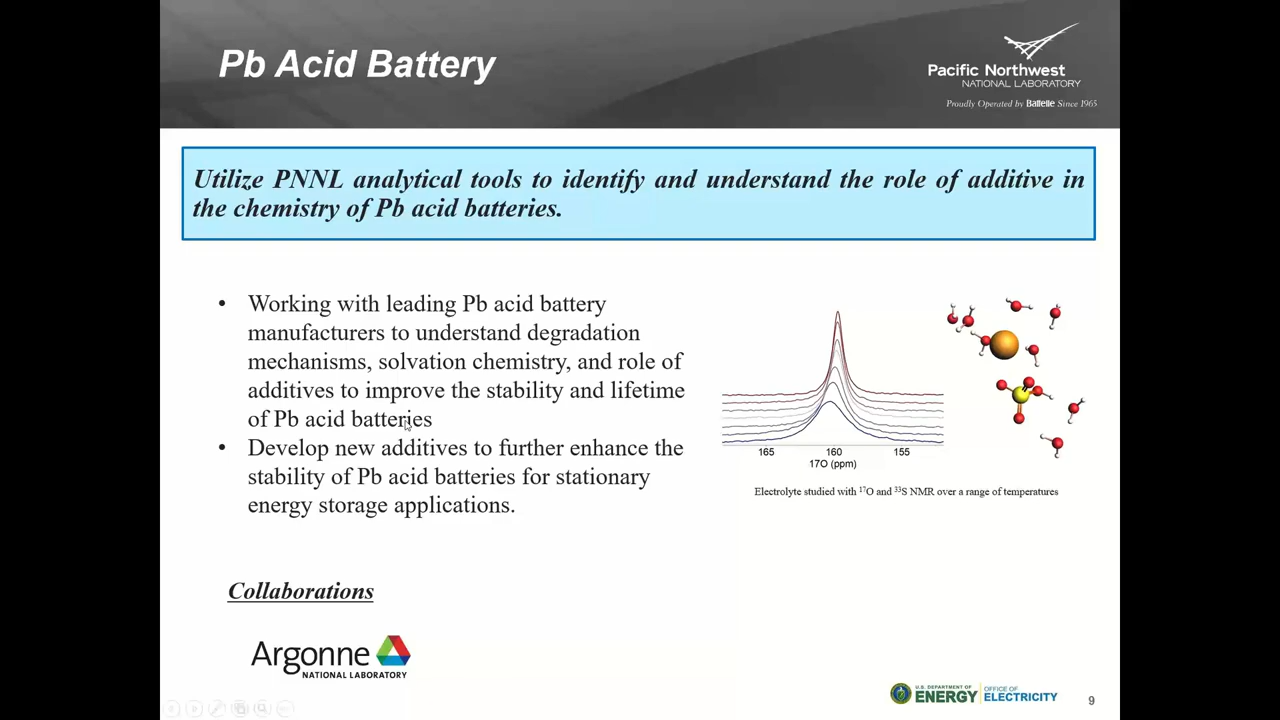 Pb Acid Battery
Pacific Northwest
NATIONAL LABORATORY
Proudly Operated by Battelle Since 1965
Utilize PNNL analytical tools to identify and understand the role of additive in
the chemistry of Pb acid batteries.
• Working with leading Pb acid battery
manufacturers to understand degradation
mechanisms, solvation chemistry, and role of
additives to improve the stability and lifetime
of Pb acid batteries
• Develop new additives to further enhance the
stability of Pb acid batteries for stationary
energy storage applications.
165 160 155
17O (ppm)
Electrolyte studied with ¹⁷O and ³³S NMR over a range of temperatures
Collaborations
Argonne
NATIONAL LABORATORY
U.S. DEPARTMENT OF
ENERGY
OFFICE OF
ELECTRICITY
9